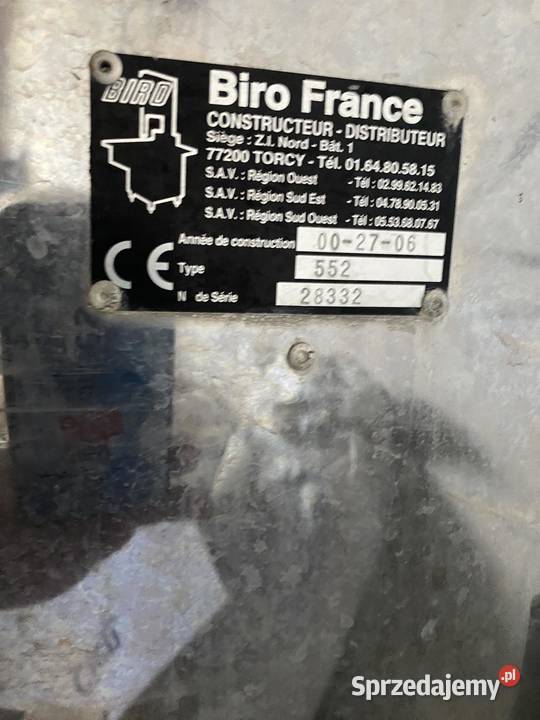 BIRO
Biro France
CONSTRUCTEUR - DISTRIBUTEUR
Siège : Z.I. Nord - Bât. 1
77200 TORCY - Tél. 01.64.80.58.15
S.A.V. : Région Ouest - Tél : 02.99.62.14.83
S.A.V. : Région Sud Est - Tél : 04.78.90.05.31
S.A.V. : Région Sud Ouest - Tél : 05.53.68.07.67
Année de construction 00-27-06
CE Type 552
N de Série 28332
Sprzedajemy.pl